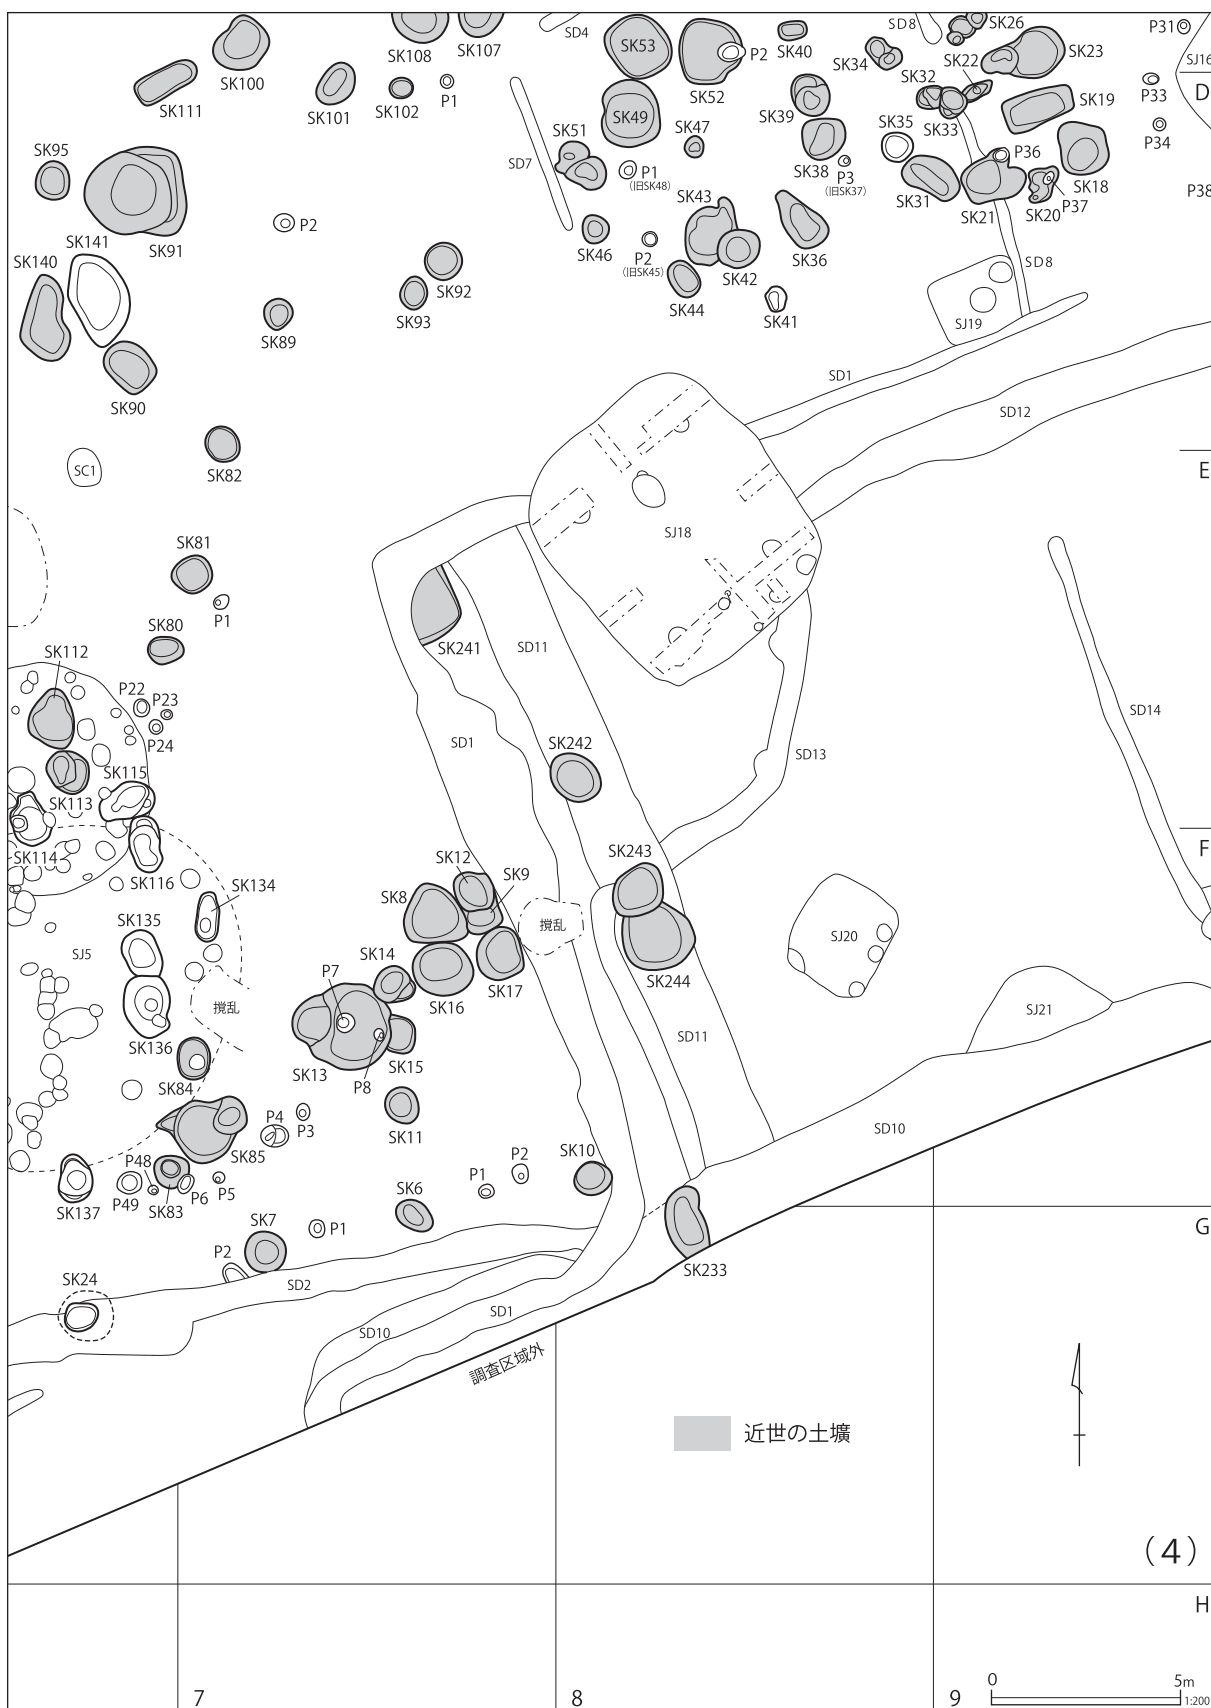 SK108
SK107
SD4
SK53
P2
SK40
SD8
SK26
P31
SK100
SK34
SK22
SK23
SJ16
SK111
SK101
SK102
P1
SK52
SK32
P33
D
SK49
SK39
SK33
SK19
SK51
SK47
SK35
P34
SK95
SD7
P1
(旧SK48)
SK38
P3
(旧SK37)
P36
SK18
SK31
SK21
SK20
P37
P38
SK91
P2
SK43
SK141
SK46
P2
(旧SK45)
SK42
SK36
SK140
SK92
SD8
SK93
SK44
SK41
SK89
SJ19
SD1
SK90
SD12
SC1
SK82
E
SJ18
SK81
P1
SK80
SK241
SD11
SK112
P22
P23
P24
SD14
SD1
SK242
SD13
SK115
SK113
SK114
F
SK243
SK12
SK9
SK116
SK134
SK8
SK135
攪乱
SJ5
SJ20
SK14
P7
SK16
SK17
SK244
攪乱
SJ21
SK136
SK13
P8
SK15
SD11
SK84
P4
P3
SK11
SD10
SK85
P48
P2
SK10
P1
P49
SK83
P6
P5
SK137
SK7
SK6
P1
G
P2
SK233
SK24
SD2
SD1
SD10
調査区域外
近世の土壙
(4)
H
0
5m
7
8
9
1:200